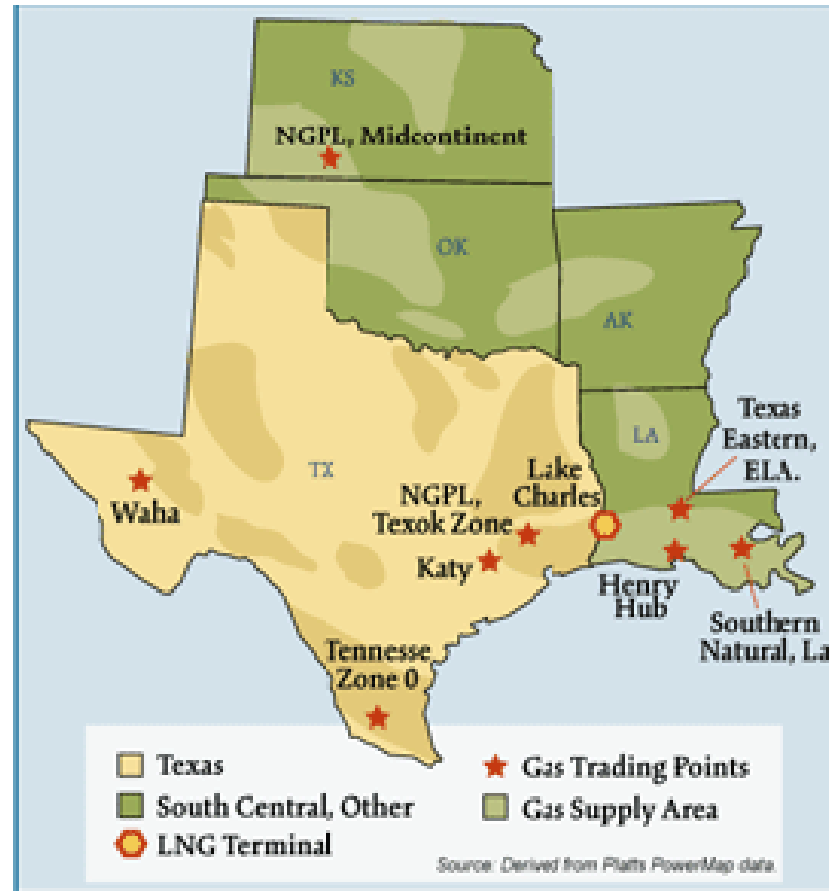 KS
NGPL, Midcontinent
OK
AK
TX
LA
Texas
Eastern,
ELA.
Lake
Charles
NGPL,
Texok Zone
Waha
Katy
Henry
Hub
Southern
Natural, La
Tennesse
Zone 0
Texas
South Central, Other
LNG Terminal
Gas Trading Points
Gas Supply Area
Source: Derived from Platts PowerMap data.